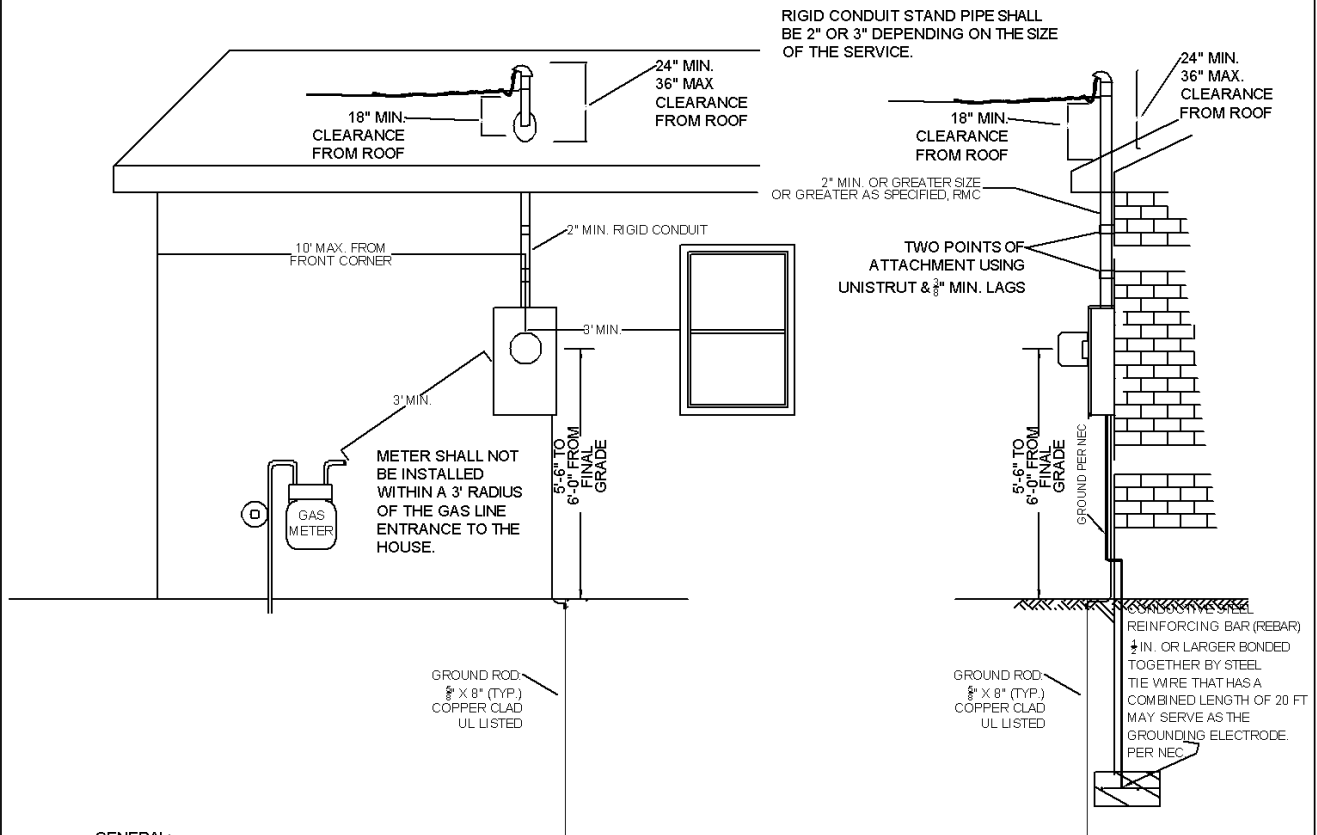 RIGID CONDUIT STAND PIPE SHALL
BE 2" OR 3" DEPENDING ON THE SIZE
OF THE SERVICE.
24" MIN.
36" MAX
CLEARANCE
FROM ROOF
18" MIN.
CLEARANCE
FROM ROOF
24" MIN.
36" MAX.
CLEARANCE
FROM ROOF
18" MIN.
CLEARANCE
FROM ROOF
2" MIN. OR GREATER SIZE
OR GREATER AS SPECIFIED, RMC
2" MIN. RIGID CONDUIT
10' MAX. FROM
FRONT CORNER
TWO POINTS OF
ATTACHMENT USING
UNISTRUT & 3/8" MIN. LAGS
3' MIN.
3' MIN.
METER SHALL NOT
BE INSTALLED
WITHIN A 3' RADIUS
OF THE GAS LINE
ENTRANCE TO THE
HOUSE.
GAS
METER
5'-6" TO
6'-0" FROM
FINAL
GRADE
5'-6" TO
6'-0" FROM
FINAL
GRADE
GROUND PER NEC
GROUND ROD.
5/8" X 8" (TYP.)
COPPER CLAD
UL LISTED
GROUND ROD.
5/8" X 8" (TYP.)
COPPER CLAD
UL LISTED
CONDUCTIVE STEEL
REINFORCING BAR (REBAR)
1/2 IN. OR LARGER BONDED
TOGETHER BY STEEL
TIE WIRE THAT HAS A
COMBINED LENGTH OF 20 FT
MAY SERVE AS THE
GROUNDING ELECTRODE.
PER NEC
GENERAL: